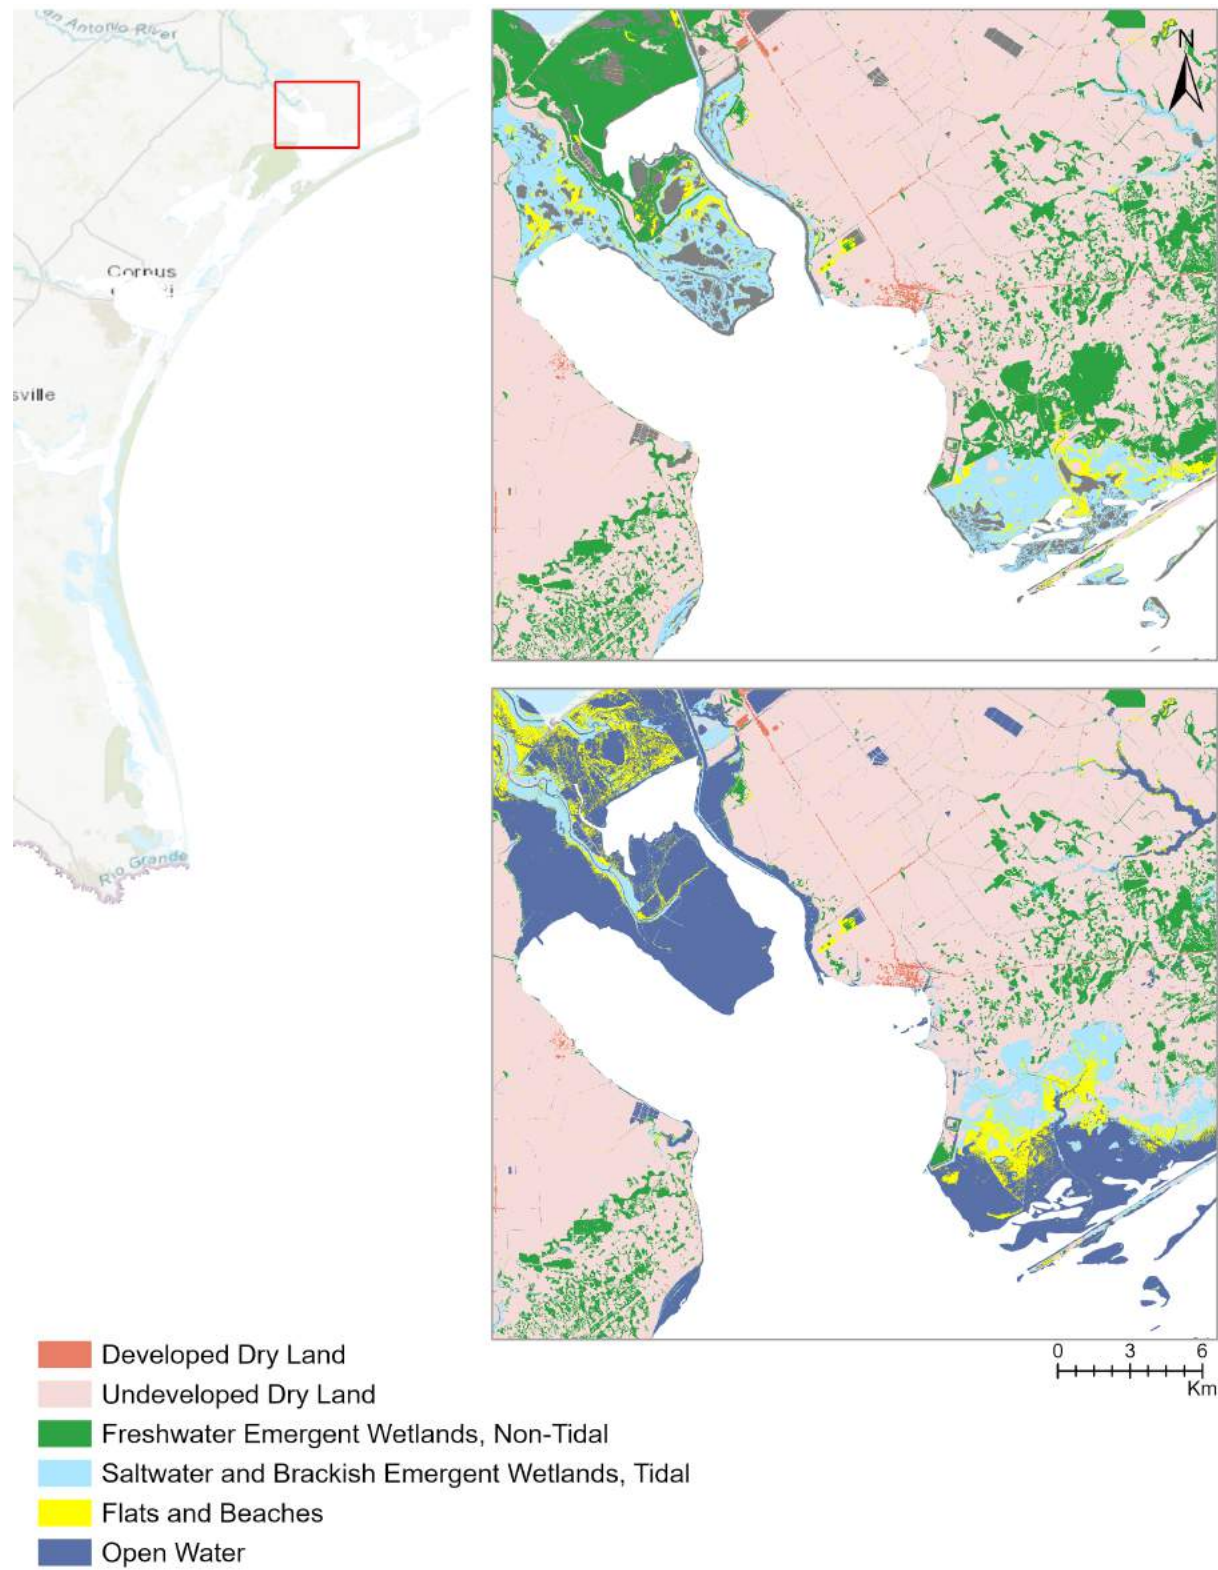 an Antonio River
N
Corpus
sville
Rio Grande
0 3 6
Km
Developed Dry Land
Undeveloped Dry Land
Freshwater Emergent Wetlands, Non-Tidal
Saltwater and Brackish Emergent Wetlands, Tidal
Flats and Beaches
Open Water